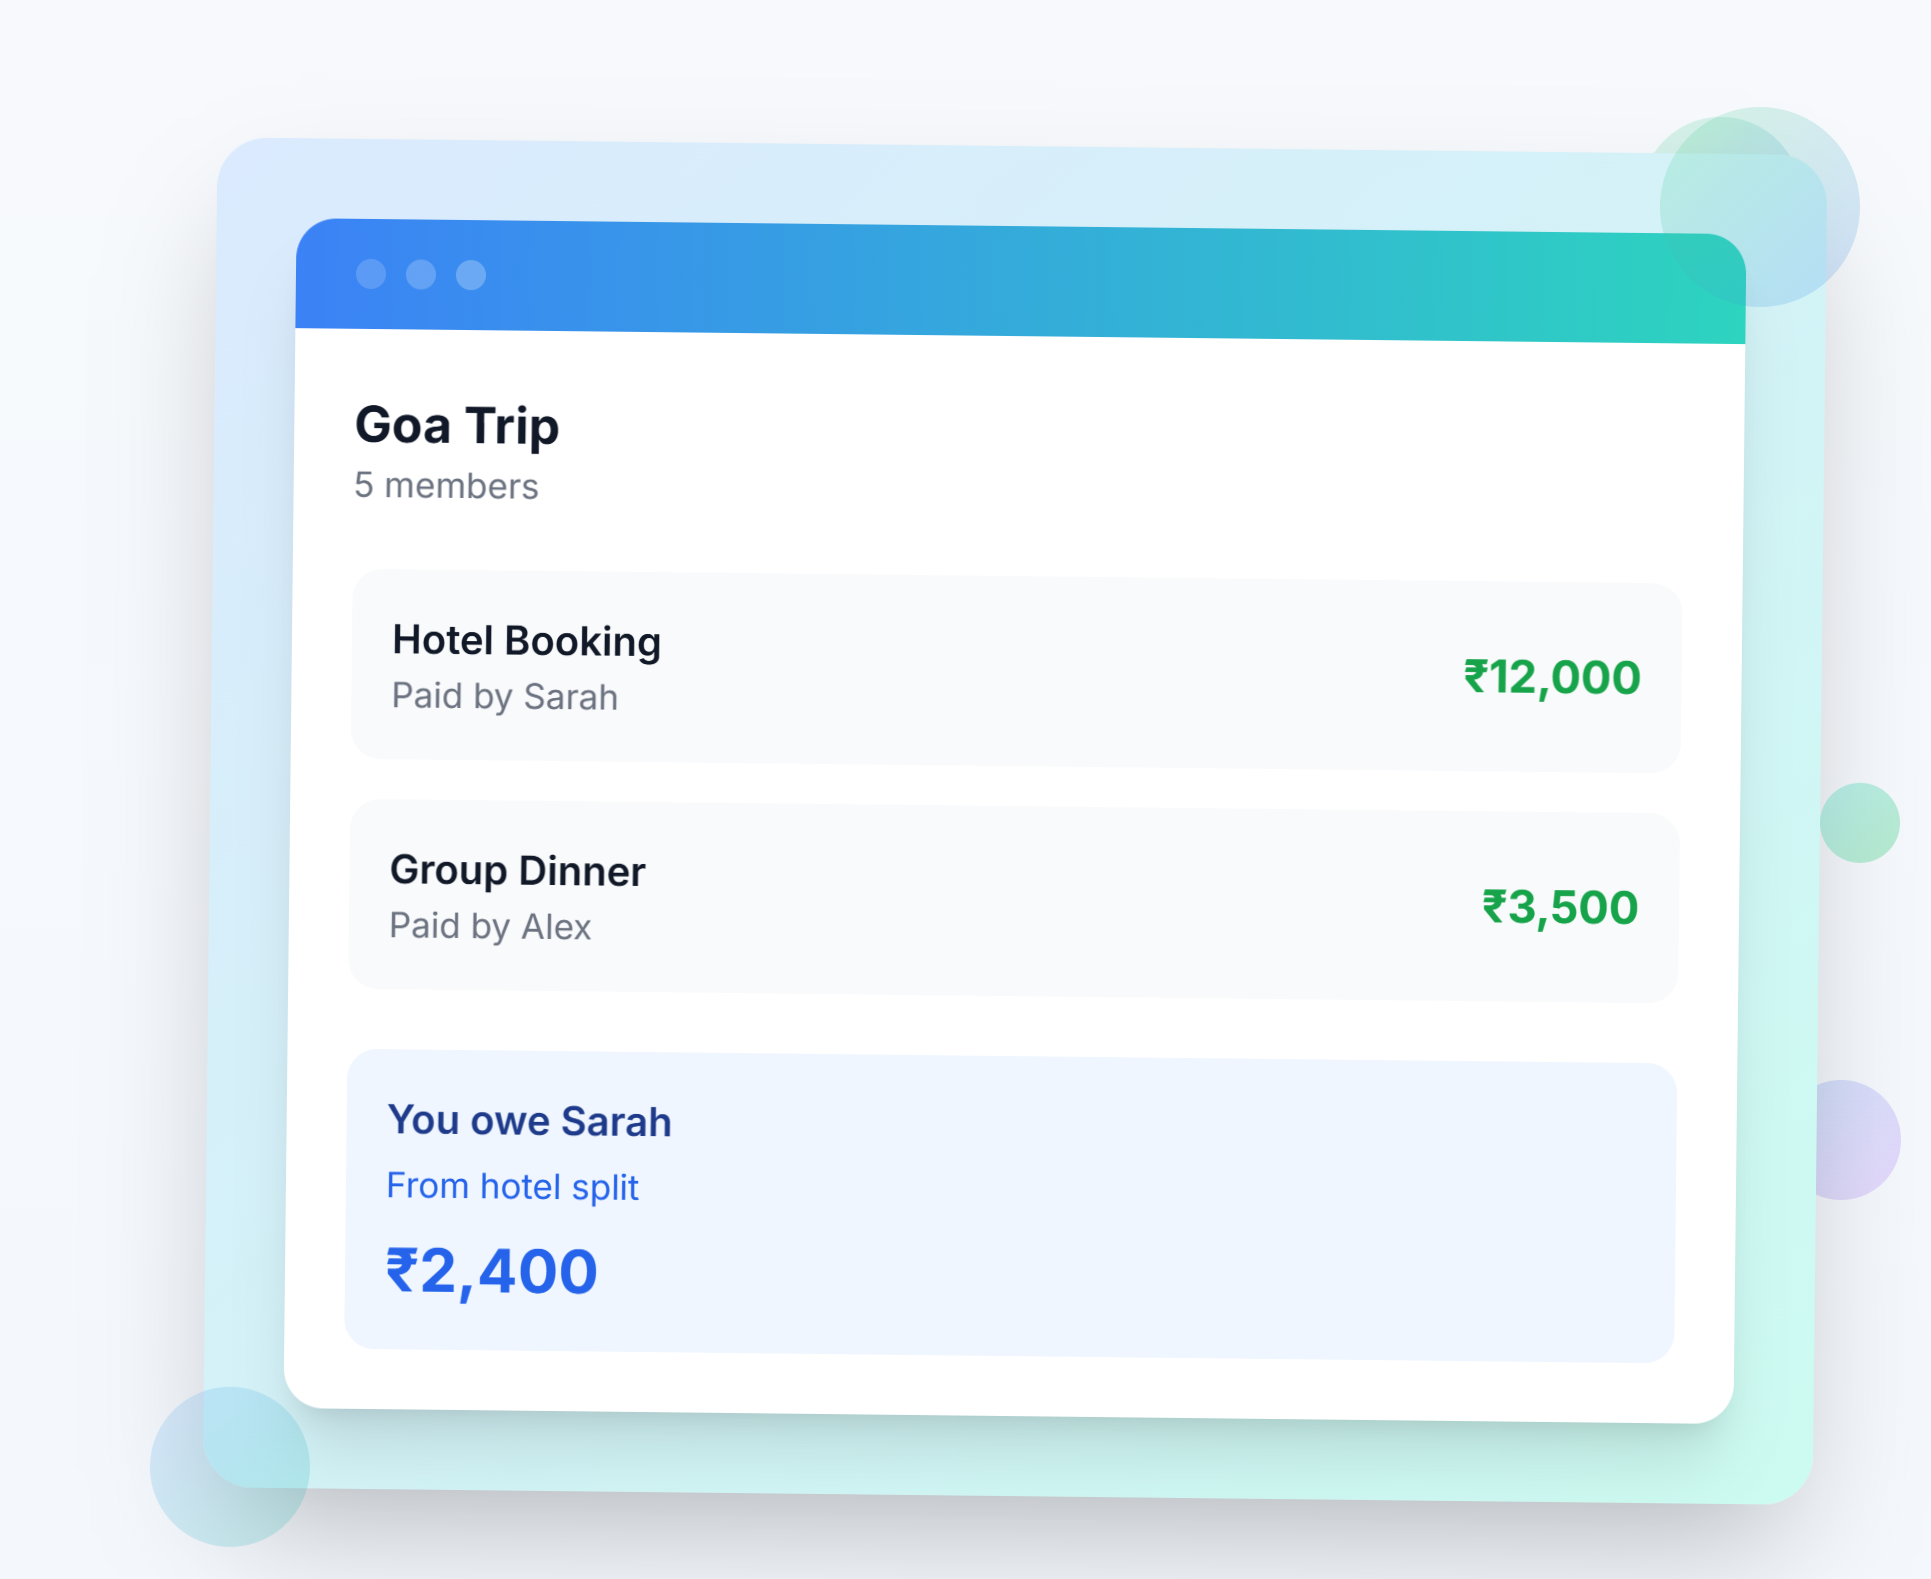 Goa Trip
5 members
Hotel Booking
Paid by Sarah
₹12,000
Group Dinner
Paid by Alex
₹3,500
You owe Sarah
From hotel split
₹2,400